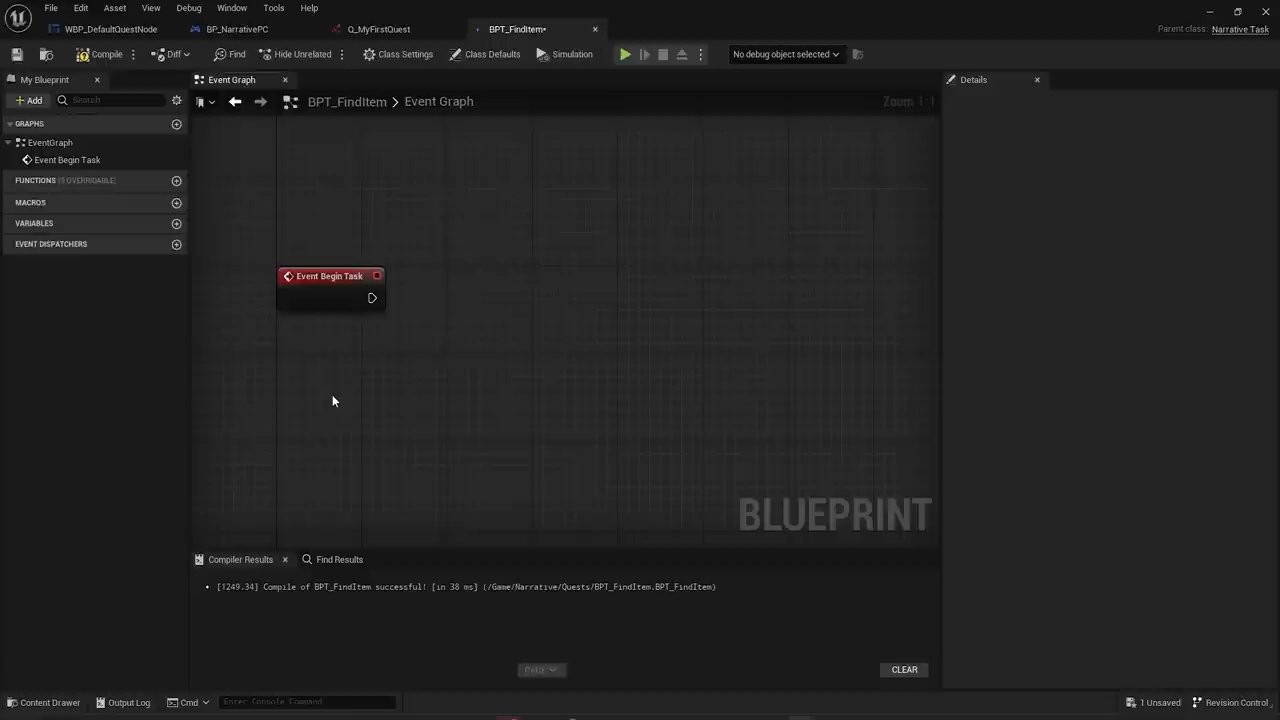 File Edit Asset View Debug Window Tools Help
WBP_DefaultQuestNode BP_NarrativePC Q_MyFirstQuest BPT_FindItem•
Parent class: Narrative Task
Compile Diff Find Hide Unrelated Class Settings Class Defaults Simulation No debug object selected
My Blueprint Event Graph Details
Add Search BPT_FindItem > Event Graph Zoom 1:1
GRAPHS
EventGraph
Event Begin Task
FUNCTIONS
MACROS
VARIABLES
EVENT DISPATCHERS
Event Begin Task
BLUEPRINT
Compiler Results Find Results
[1249.34] Compile of BPT_FindItem successful! [in 38 ms] (/Game/Narrative/Quests/BPT_FindItem.BPT_FindItem)
CLEAR
Content Drawer Output Log Cmd Enter Console Command 1 Unsaved Revision Control